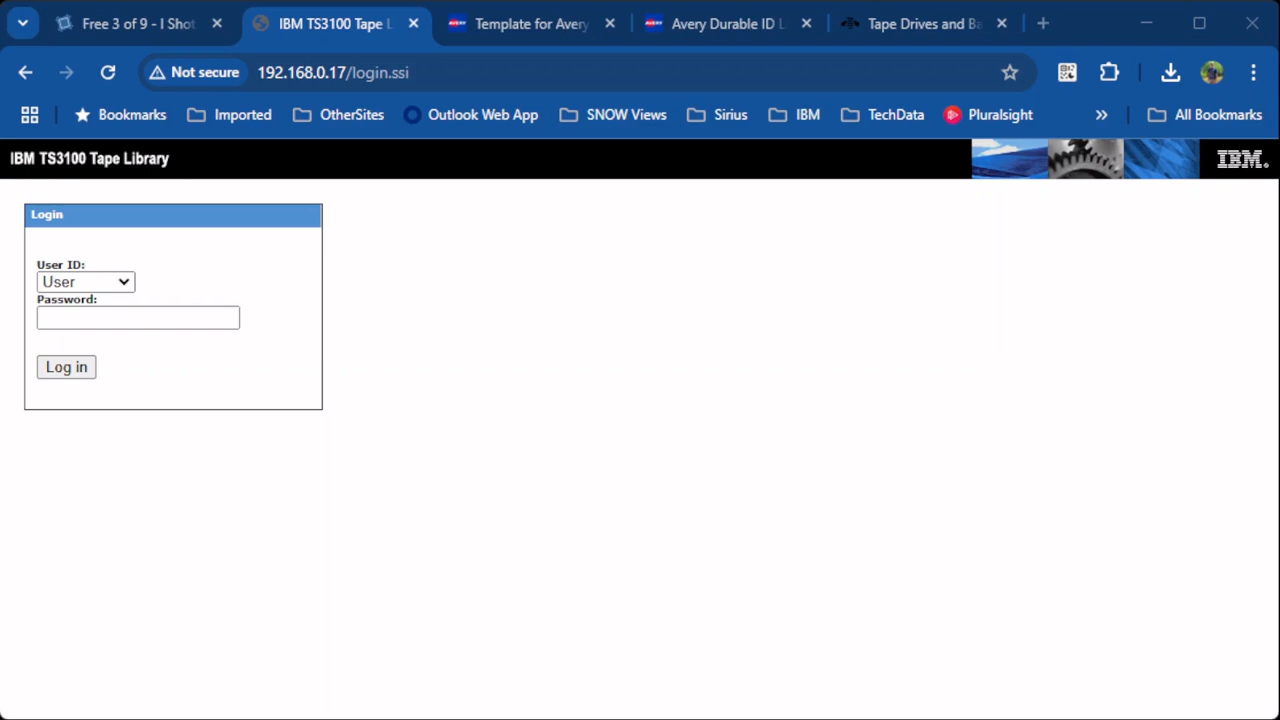 Free 3 of 9 - I Shot
IBM TS3100 Tape L
Template for Avery
Avery Durable ID L
Tape Drives and Ba
Not secure
192.168.0.17/login.ssi
Bookmarks
Imported
OtherSites
Outlook Web App
SNOW Views
Sirius
IBM
TechData
Pluralsight
All Bookmarks
IBM TS3100 Tape Library
IBM.
Login
User ID:
User
Password:
Log in